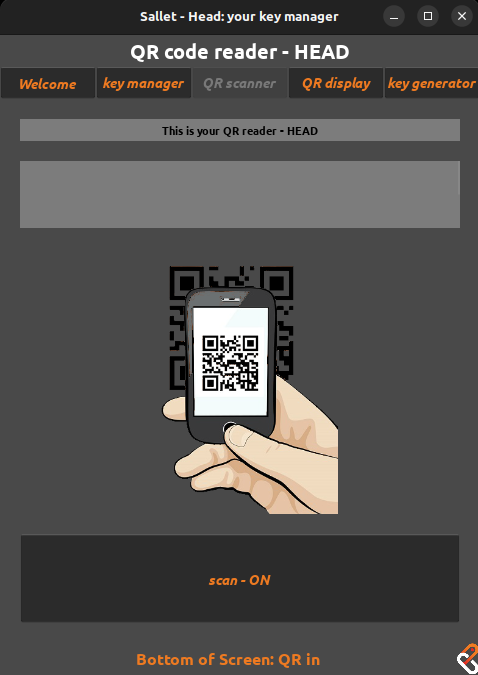 Sallet - Head: your key manager
QR code reader - HEAD
Welcome key manager QR scanner QR display key generator
This is your QR reader - HEAD
scan - ON
Bottom of Screen: QR in